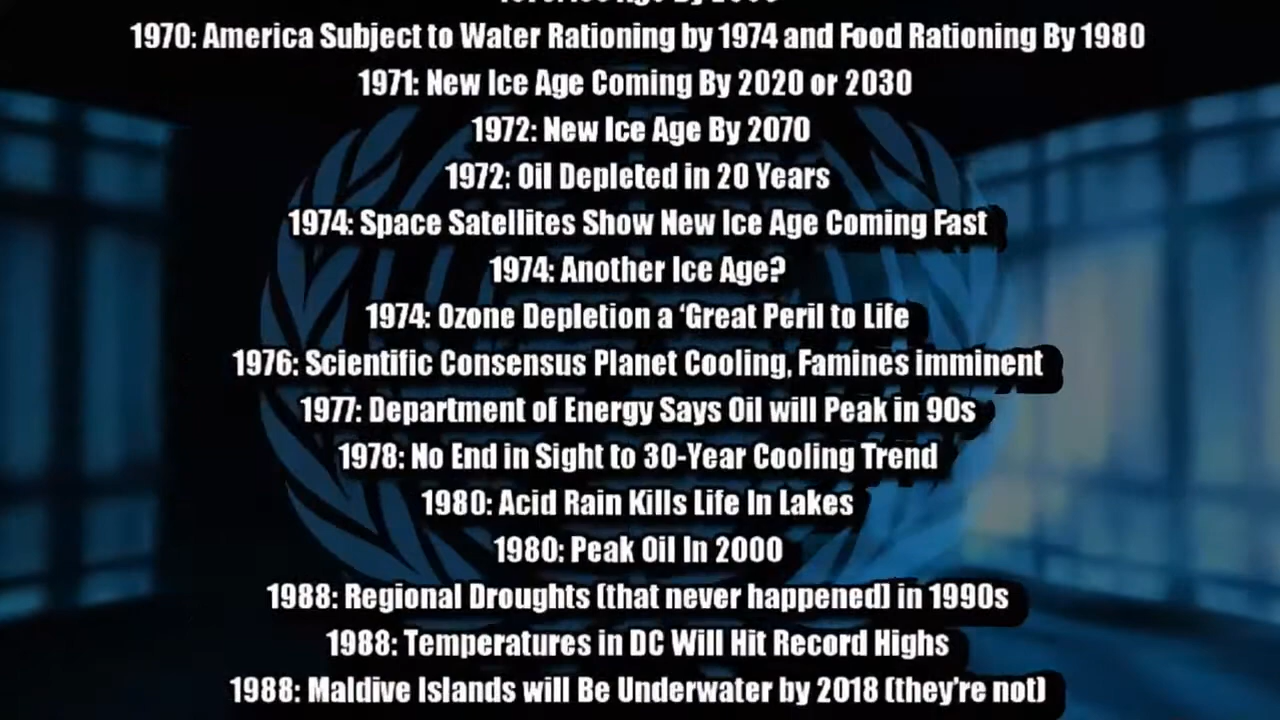 1970: America Subject to Water Rationing by 1974 and Food Rationing By 1980
1971: New Ice Age Coming By 2020 or 2030
1972: New Ice Age By 2070
1972: Oil Depleted in 20 Years
1974: Space Satellites Show New Ice Age Coming Fast
1974: Another Ice Age?
1974: Ozone Depletion a ‘Great Peril to Life
1976: Scientific Consensus Planet Cooling, Famines imminent
1977: Department of Energy Says Oil will Peak in 90s
1978: No End in Sight to 30-Year Cooling Trend
1980: Acid Rain Kills Life In Lakes
1980: Peak Oil In 2000
1988: Regional Droughts (that never happened) in 1990s
1988: Temperatures in DC Will Hit Record Highs
1988: Maldive Islands will Be Underwater by 2018 (they’re not)